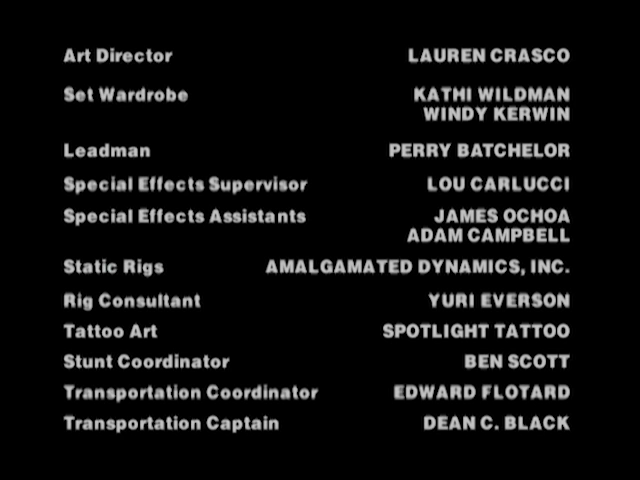 Art Director LAUREN CRASCO
Set Wardrobe KATHI WILDMAN
WINDY KERWIN
Leadman PERRY BATCHELOR
Special Effects Supervisor LOU CARLUCCI
Special Effects Assistants JAMES OCHOA
ADAM CAMPBELL
Static Rigs AMALGAMATED DYNAMICS, INC.
Rig Consultant YURI EVERSON
Tattoo Art SPOTLIGHT TATTOO
Stunt Coordinator BEN SCOTT
Transportation Coordinator EDWARD FLOTARD
Transportation Captain DEAN C. BLACK